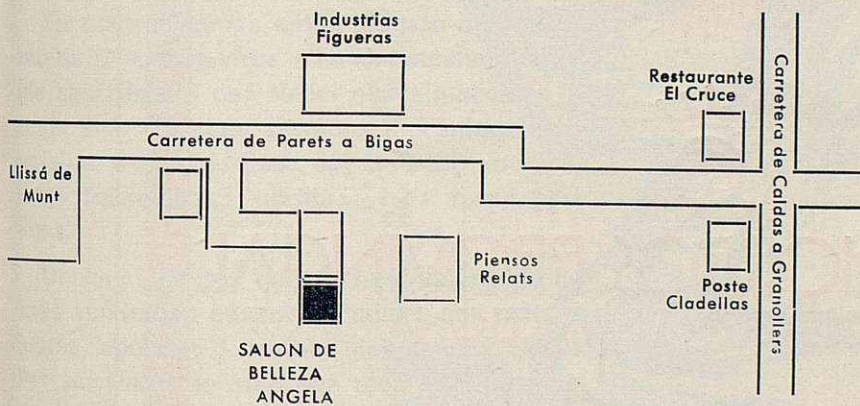 Industrias
Figueras
Restaurante
El Cruce
Carretera de Caldas a Granollers
Carretera de Parets a Bigas
Llissá de
Munt
Piensos
Relats
Poste
Cladellas
SALON DE
BELLEZA
ANGELA